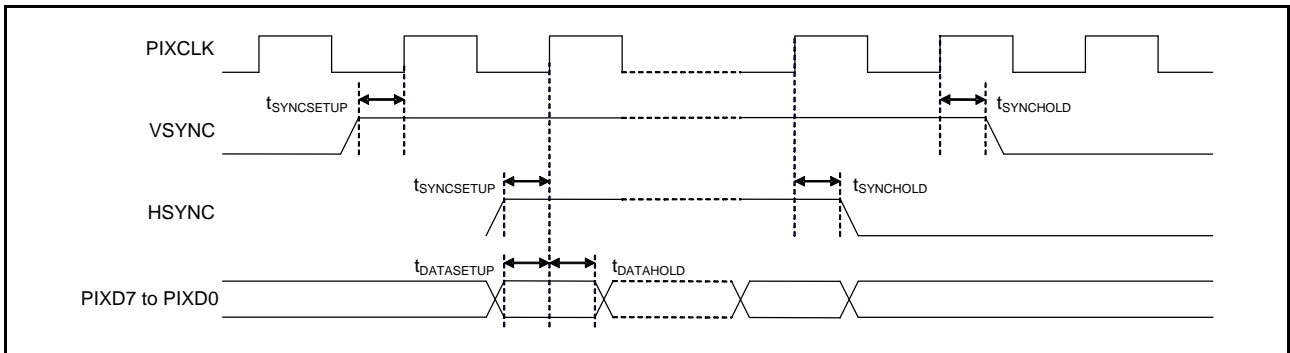 PIXCLK
tSYNCSETUP
tSYNCHOLD
VSYNC
tSYNCSETUP
tSYNCHOLD
HSYNC
tDATASETUP
tDATAHOLD
PIXD7 to PIXD0